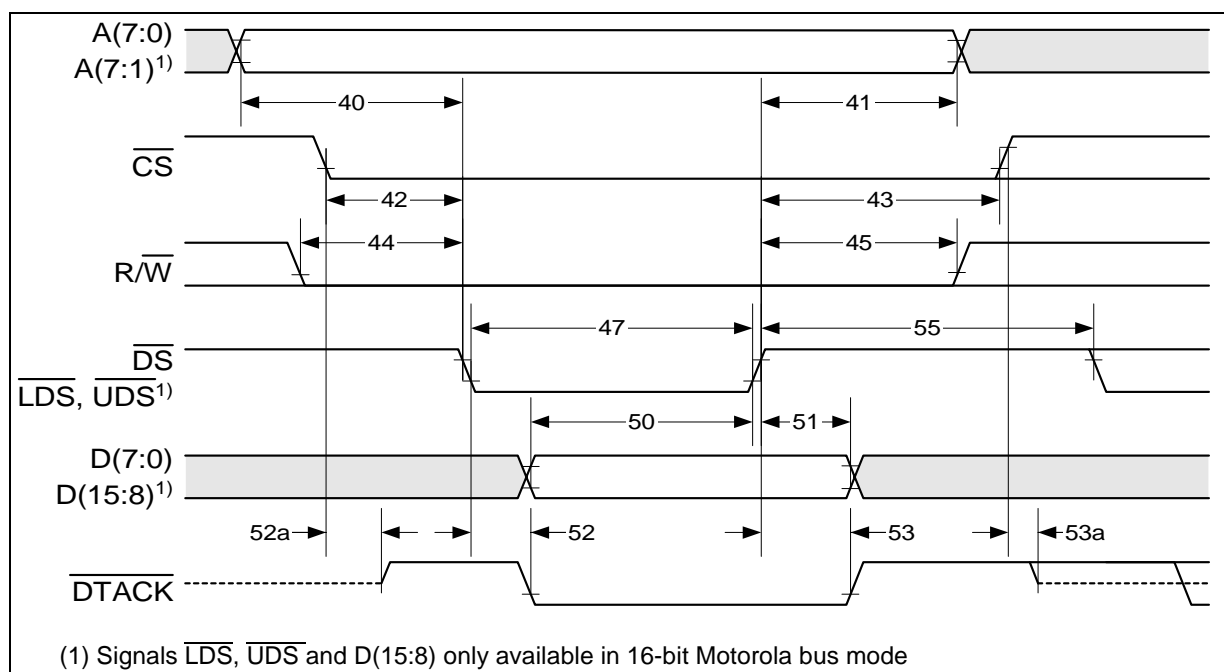 A(7:0)
A(7:1)1)
40
41
CS
42
43
44
45
R/W
47
55
DS
LDS, UDS1)
50
51
D(7:0)
D(15:8)1)
52a
52
53
53a
DTACK
(1) Signals LDS, UDS and D(15:8) only available in 16-bit Motorola bus mode